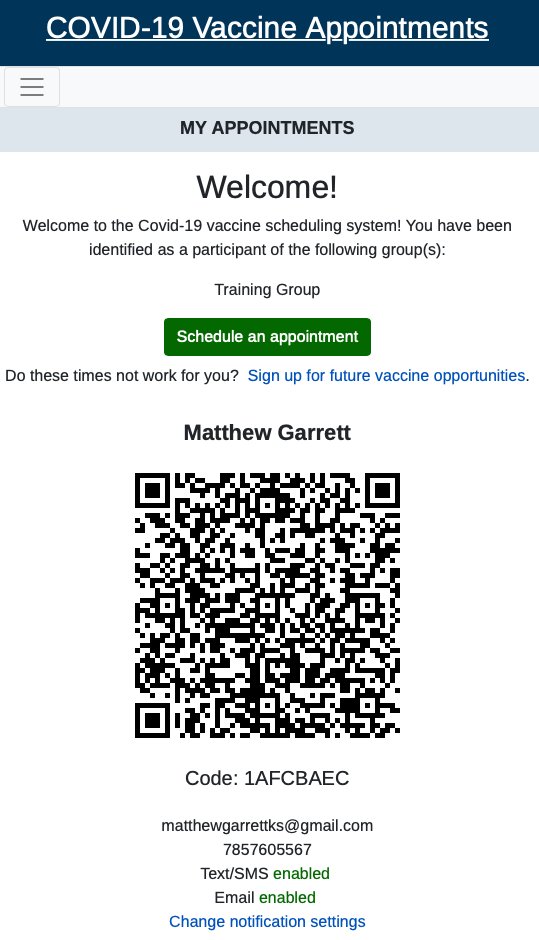 COVID-19 Vaccine Appointments
MY APPOINTMENTS
Welcome!
Welcome to the Covid-19 vaccine scheduling system! You have been
identified as a participant of the following group(s):
Training Group
Schedule an appointment
Do these times not work for you? Sign up for future vaccine opportunities.
Matthew Garrett
Code: 1AFCBAEC
matthewgarrettks@gmail.com
7857605567
Text/SMS enabled
Email enabled
Change notification settings